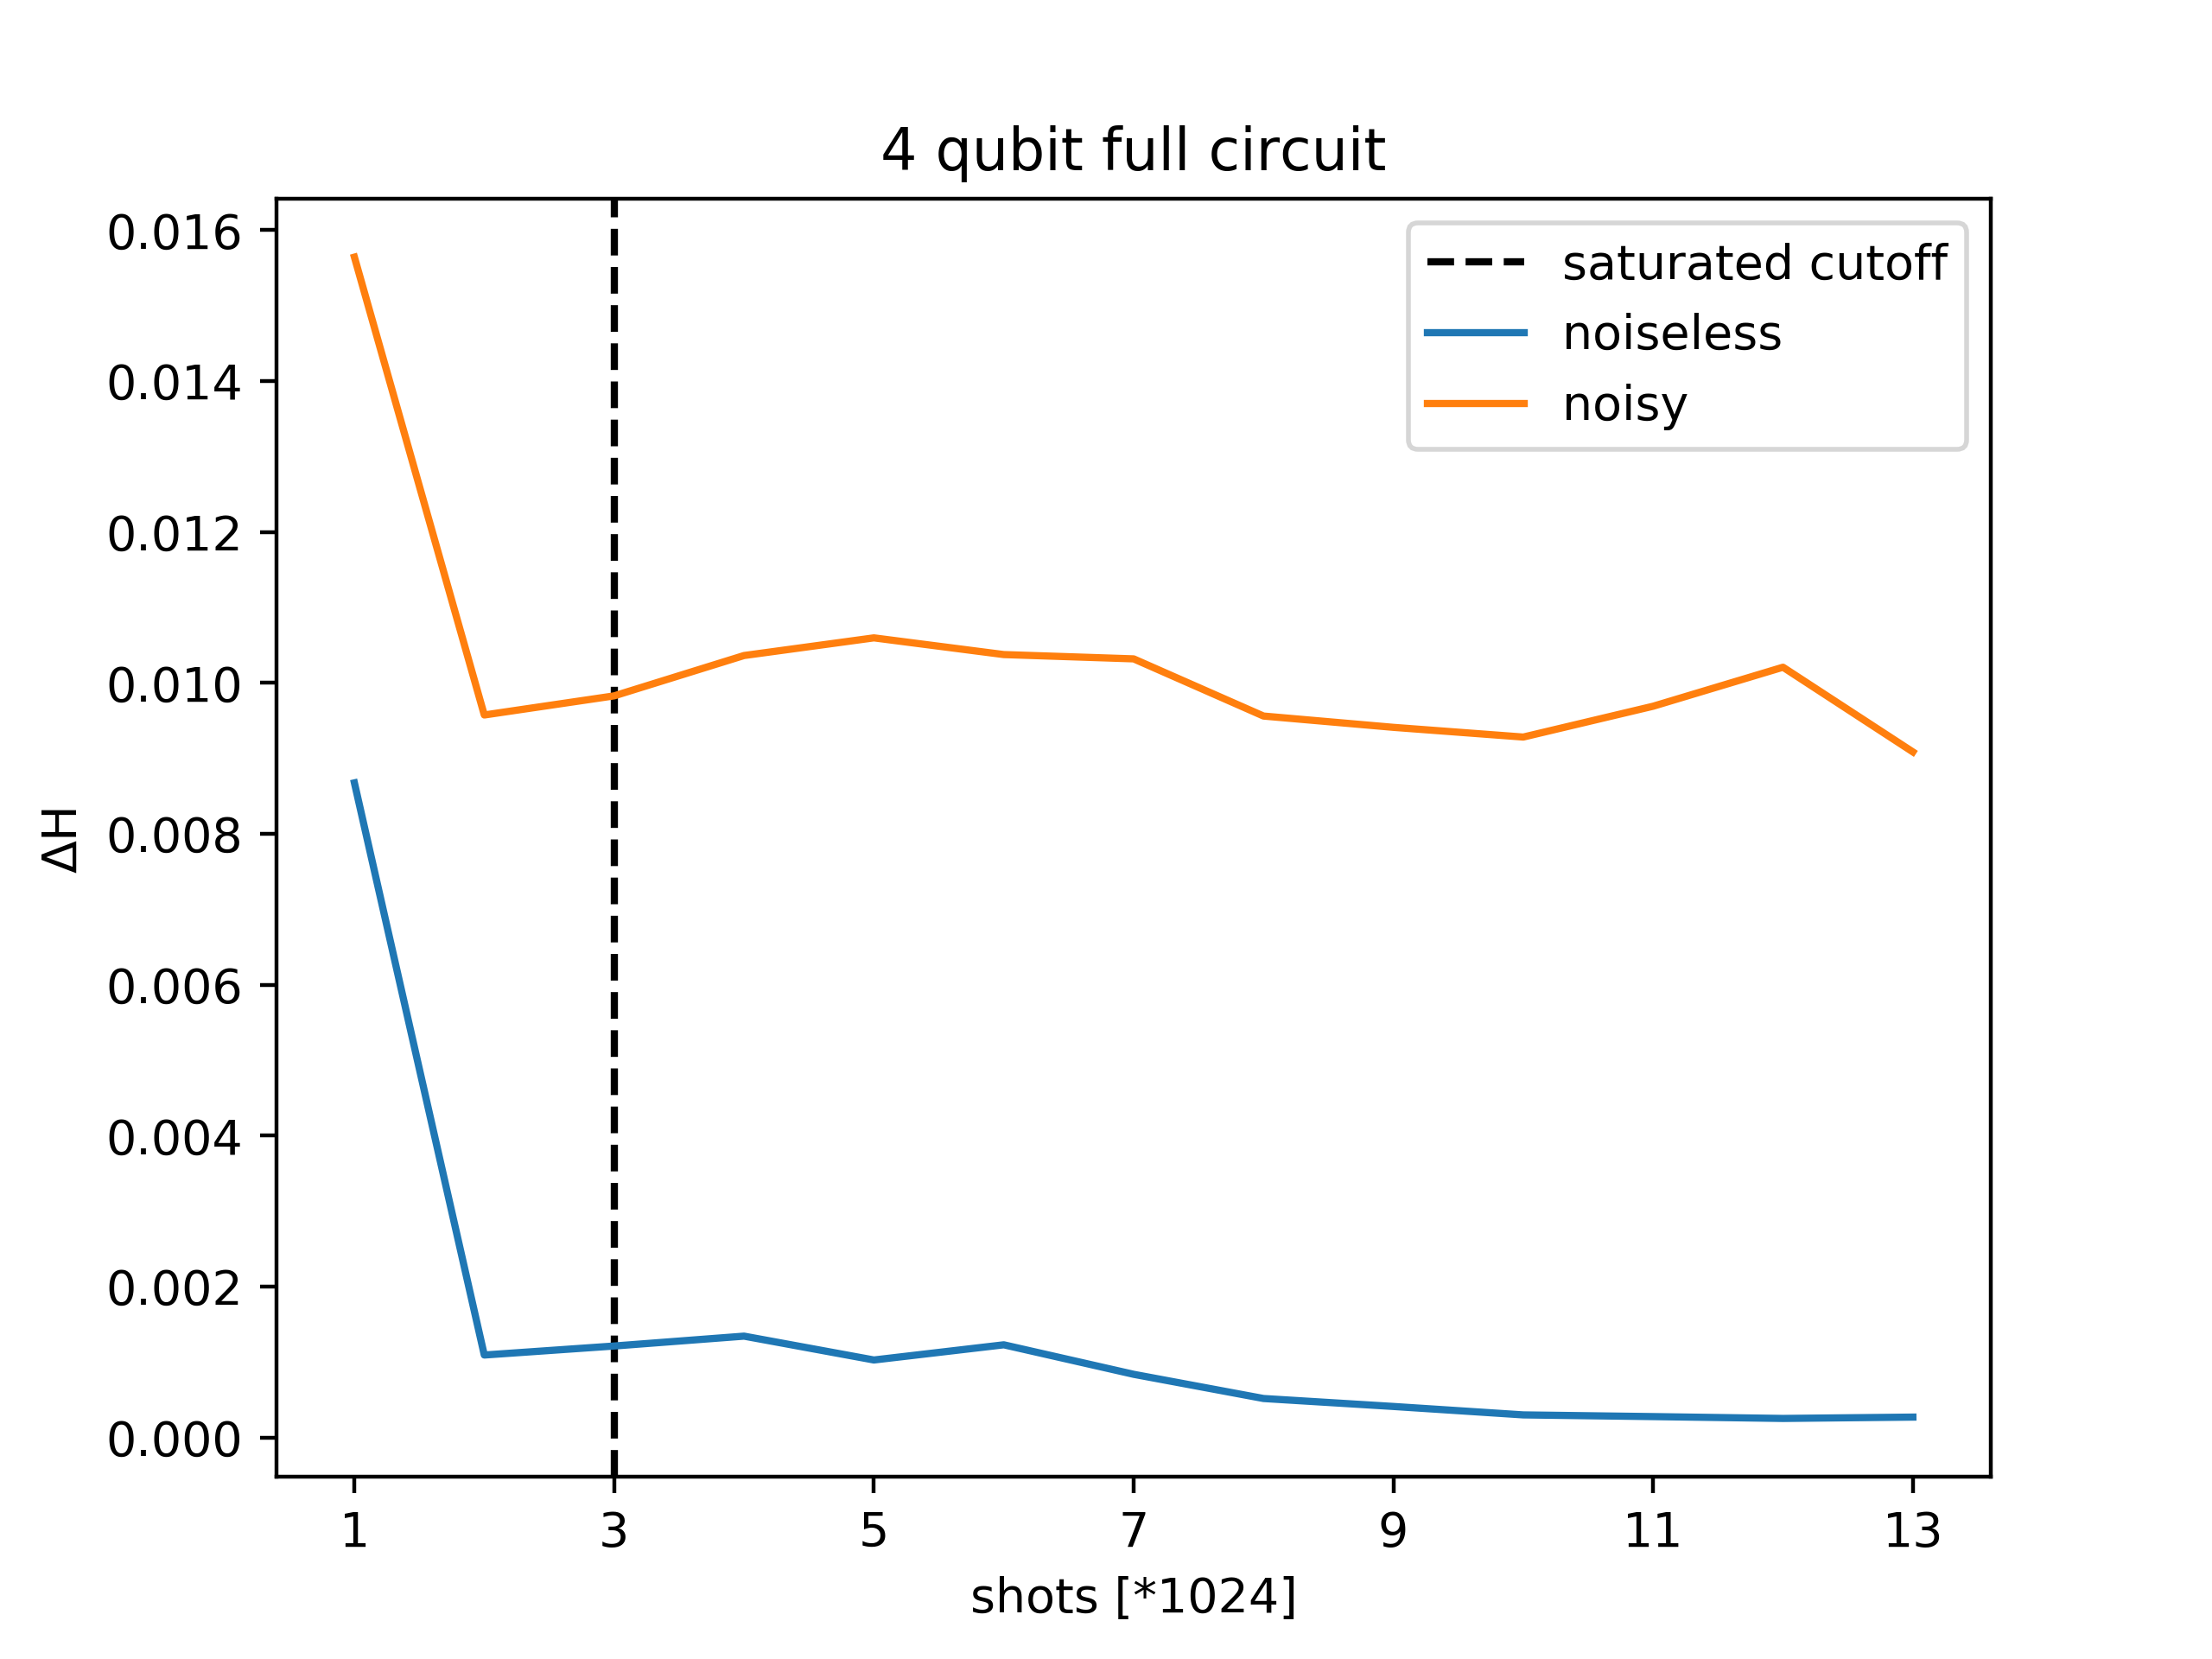 4 qubit full circuit
saturated cutoff
noiseless
noisy
0.016
0.014
0.012
0.010
0.008
0.006
0.004
0.002
0.000
ΔH
1 3 5 7 9 11 13
shots [*1024]